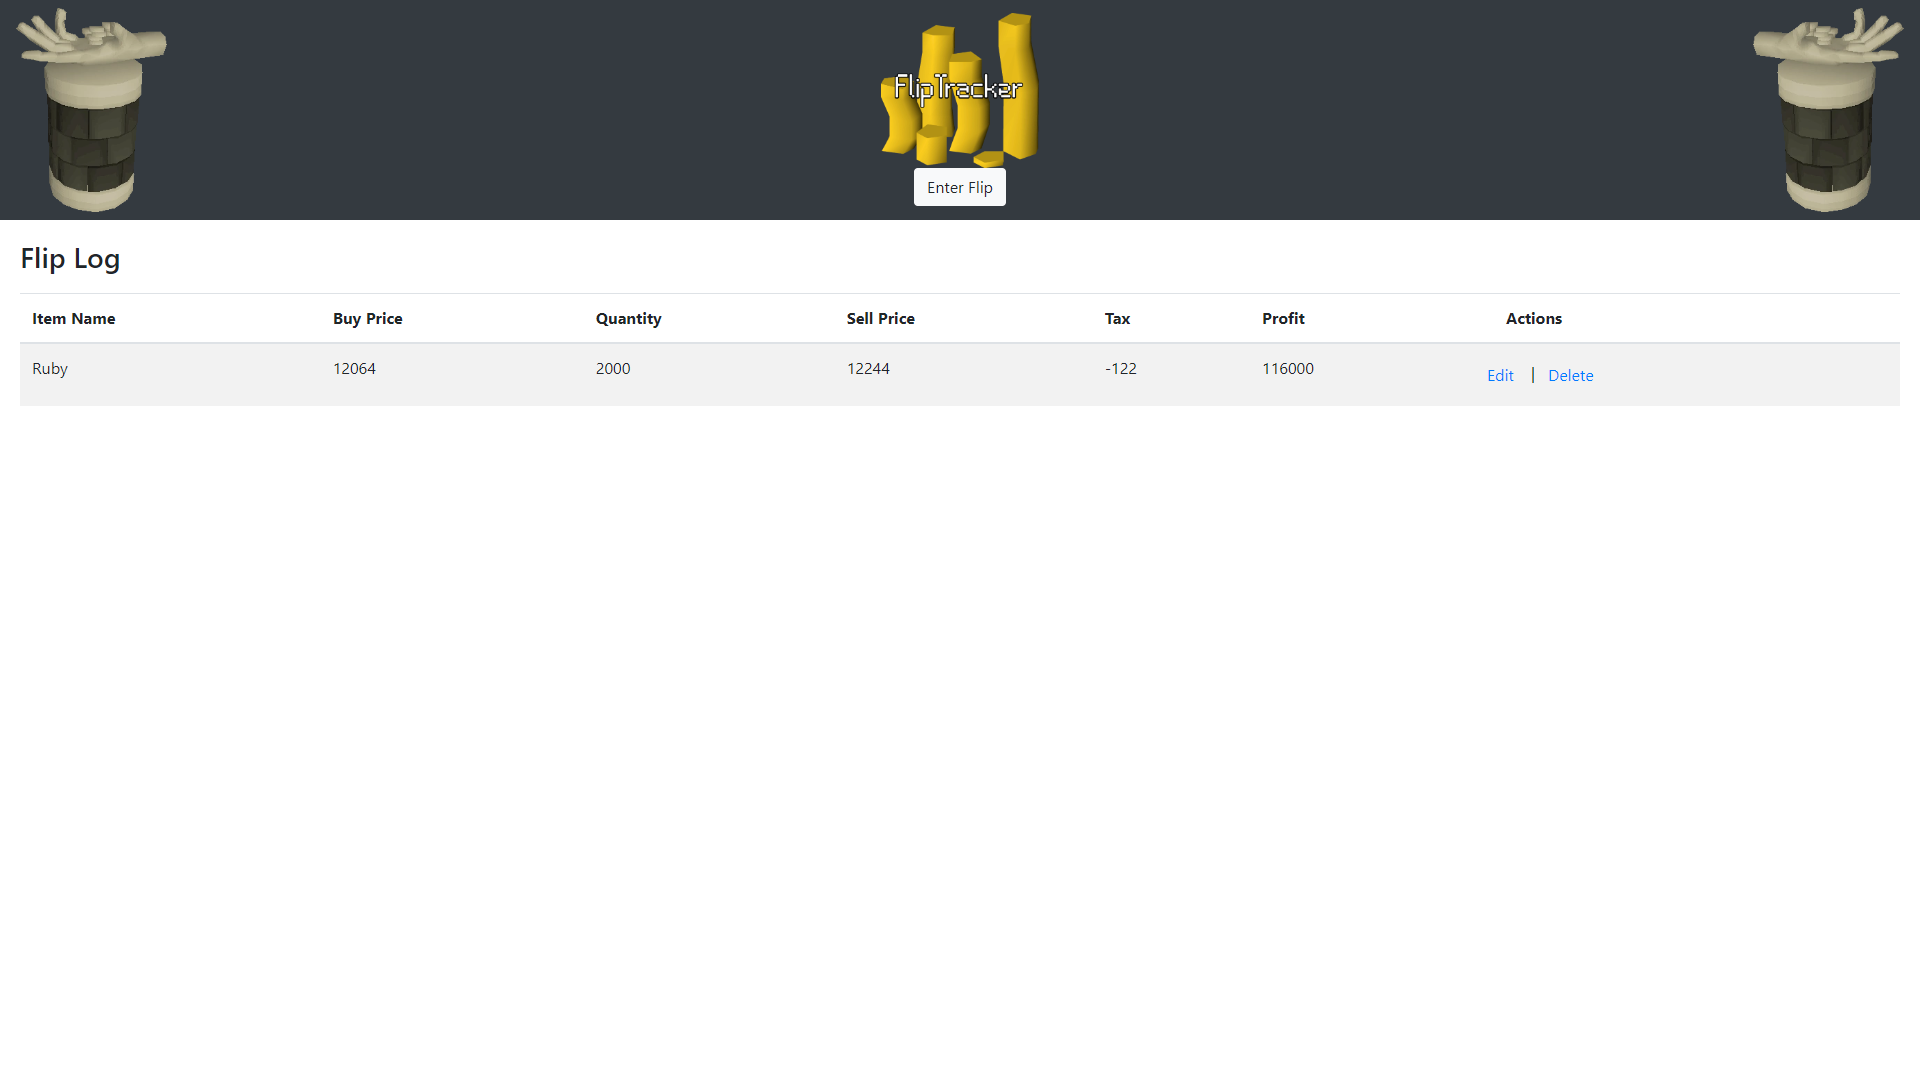 FlipTracker
Enter Flip
Flip Log
Item Name Buy Price Quantity Sell Price Tax Profit Actions
Ruby 12064 2000 12244 -122 116000 Edit | Delete